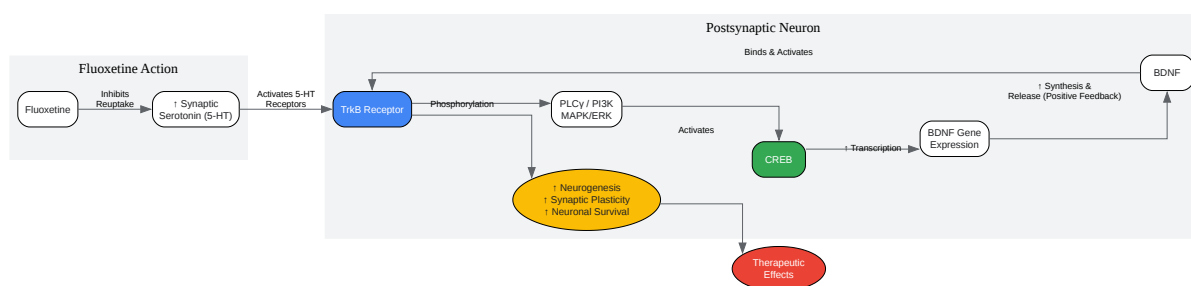 Postsynaptic Neuron
Fluoxetine Action
Fluoxetine
Inhibits
Reuptake
↑ Synaptic
Serotonin (5-HT)
Activates 5-HT
Receptors
TrkB Receptor
Phosphorylation
PLCγ / PI3K
MAPK/ERK
Activates
CREB
↑ Transcription
BDNF Gene
Expression
↑ Synthesis &
Release (Positive Feedback)
BDNF
Binds & Activates
↑ Neurogenesis
↑ Synaptic Plasticity
↑ Neuronal Survival
Therapeutic
Effects